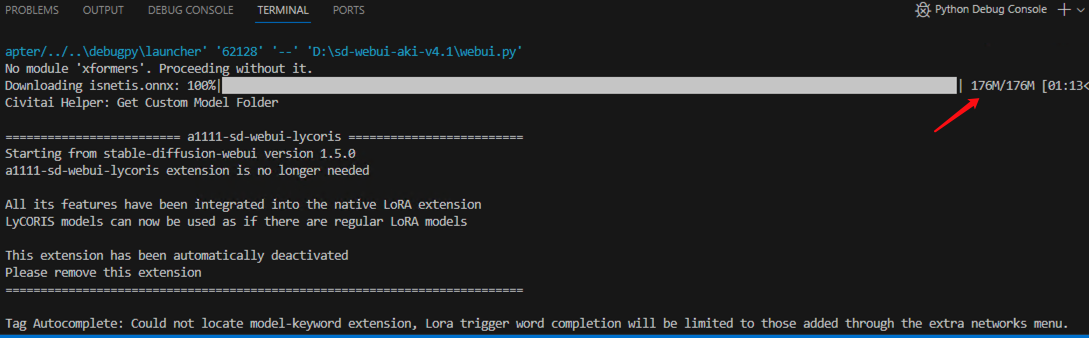 PROBLEMS OUTPUT DEBUG CONSOLE TERMINAL PORTS Python Debug Console
apter/../..\debugpy\launcher' '62128' '--' 'D:\sd-webui-aki-v4.1\webui.py'
No module 'xformers'. Proceeding without it.
Downloading isnetis.onnx: 100%| | 176M/176M [01:13<
Civitai Helper: Get Custom Model Folder
========================= a1111-sd-webui-lycoris =========================
Starting from stable-diffusion-webui version 1.5.0
a1111-sd-webui-lycoris extension is no longer needed
All its features have been integrated into the native LoRA extension
LyCORIS models can now be used as if there are regular LoRA models
This extension has been automatically deactivated
Please remove this extension
==========================================================================
Tag Autocomplete: Could not locate model-keyword extension, Lora trigger word completion will be limited to those added through the extra networks menu.